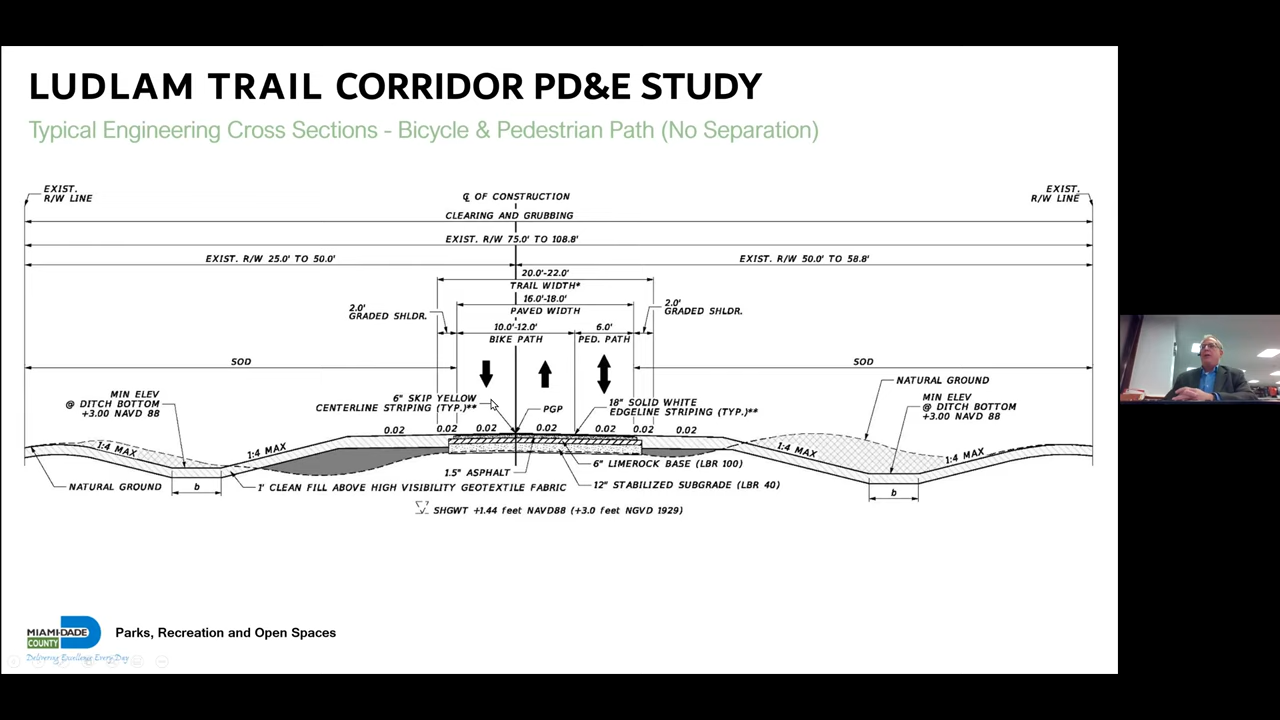 LUDLAM TRAIL CORRIDOR PD&E STUDY
Typical Engineering Cross Sections - Bicycle & Pedestrian Path (No Separation)
EXIST.
R/W LINE
℄ OF CONSTRUCTION
EXIST.
R/W LINE
CLEARING AND GRUBBING
EXIST. R/W 75.0' TO 108.8'
EXIST. R/W 25.0' TO 50.0'
EXIST. R/W 50.0' TO 58.8'
20.0'-22.0'
TRAIL WIDTH*
16.0'-18.0'
PAVED WIDTH
2.0'
GRADED SHLDR.
2.0'
GRADED SHLDR.
10.0'-12.0'
BIKE PATH
6.0'
PED. PATH
SOD
SOD
MIN ELEV
@ DITCH BOTTOM
+3.00 NAVD 88
6" SKIP YELLOW
CENTERLINE STRIPING (TYP.)**
PGP
18" SOLID WHITE
EDGELINE STRIPING (TYP.)**
NATURAL GROUND
MIN ELEV
@ DITCH BOTTOM
+3.00 NAVD 88
0.02 0.02 0.02 0.02 0.02 0.02 0.02
1:4 MAX
1:4 MAX
1:4 MAX
1:4 MAX
NATURAL GROUND
b
1' CLEAN FILL ABOVE HIGH VISIBILITY GEOTEXTILE FABRIC
1.5" ASPHALT
6" LIMEROCK BASE (LBR 100)
12" STABILIZED SUBGRADE (LBR 40)
b
SHGWT +1.44 feet NAVD88 (+3.0 feet NGVD 1929)
MIAMI-DADE
COUNTY
Delivering Excellence Every Day
Parks, Recreation and Open Spaces